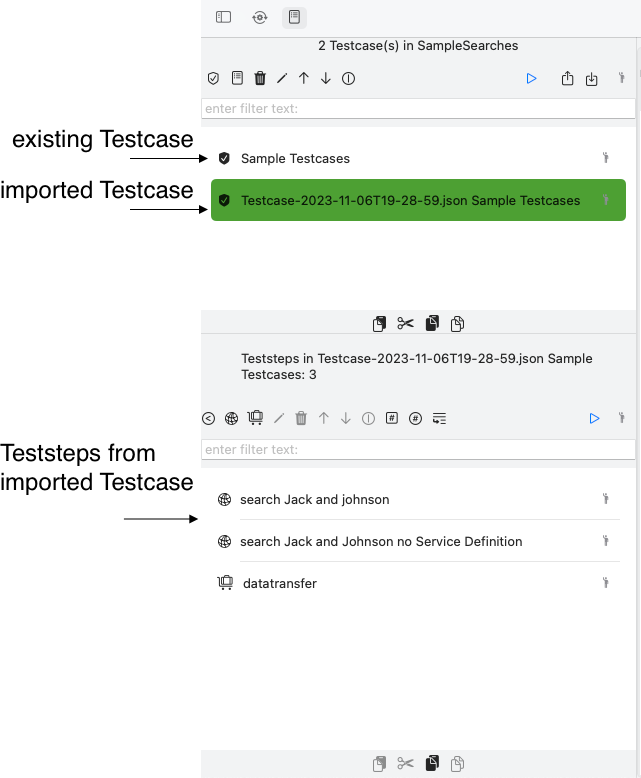 2 Testcase(s) in SampleSearches
enter filter text:
existing Testcase
Sample Testcases
imported Testcase
Testcase-2023-11-06T19-28-59.json Sample Testcases
Teststeps in Testcase-2023-11-06T19-28-59.json Sample
Testcases: 3
enter filter text:
Teststeps from
imported Testcase
search Jack and johnson
search Jack and Johnson no Service Definition
datatransfer